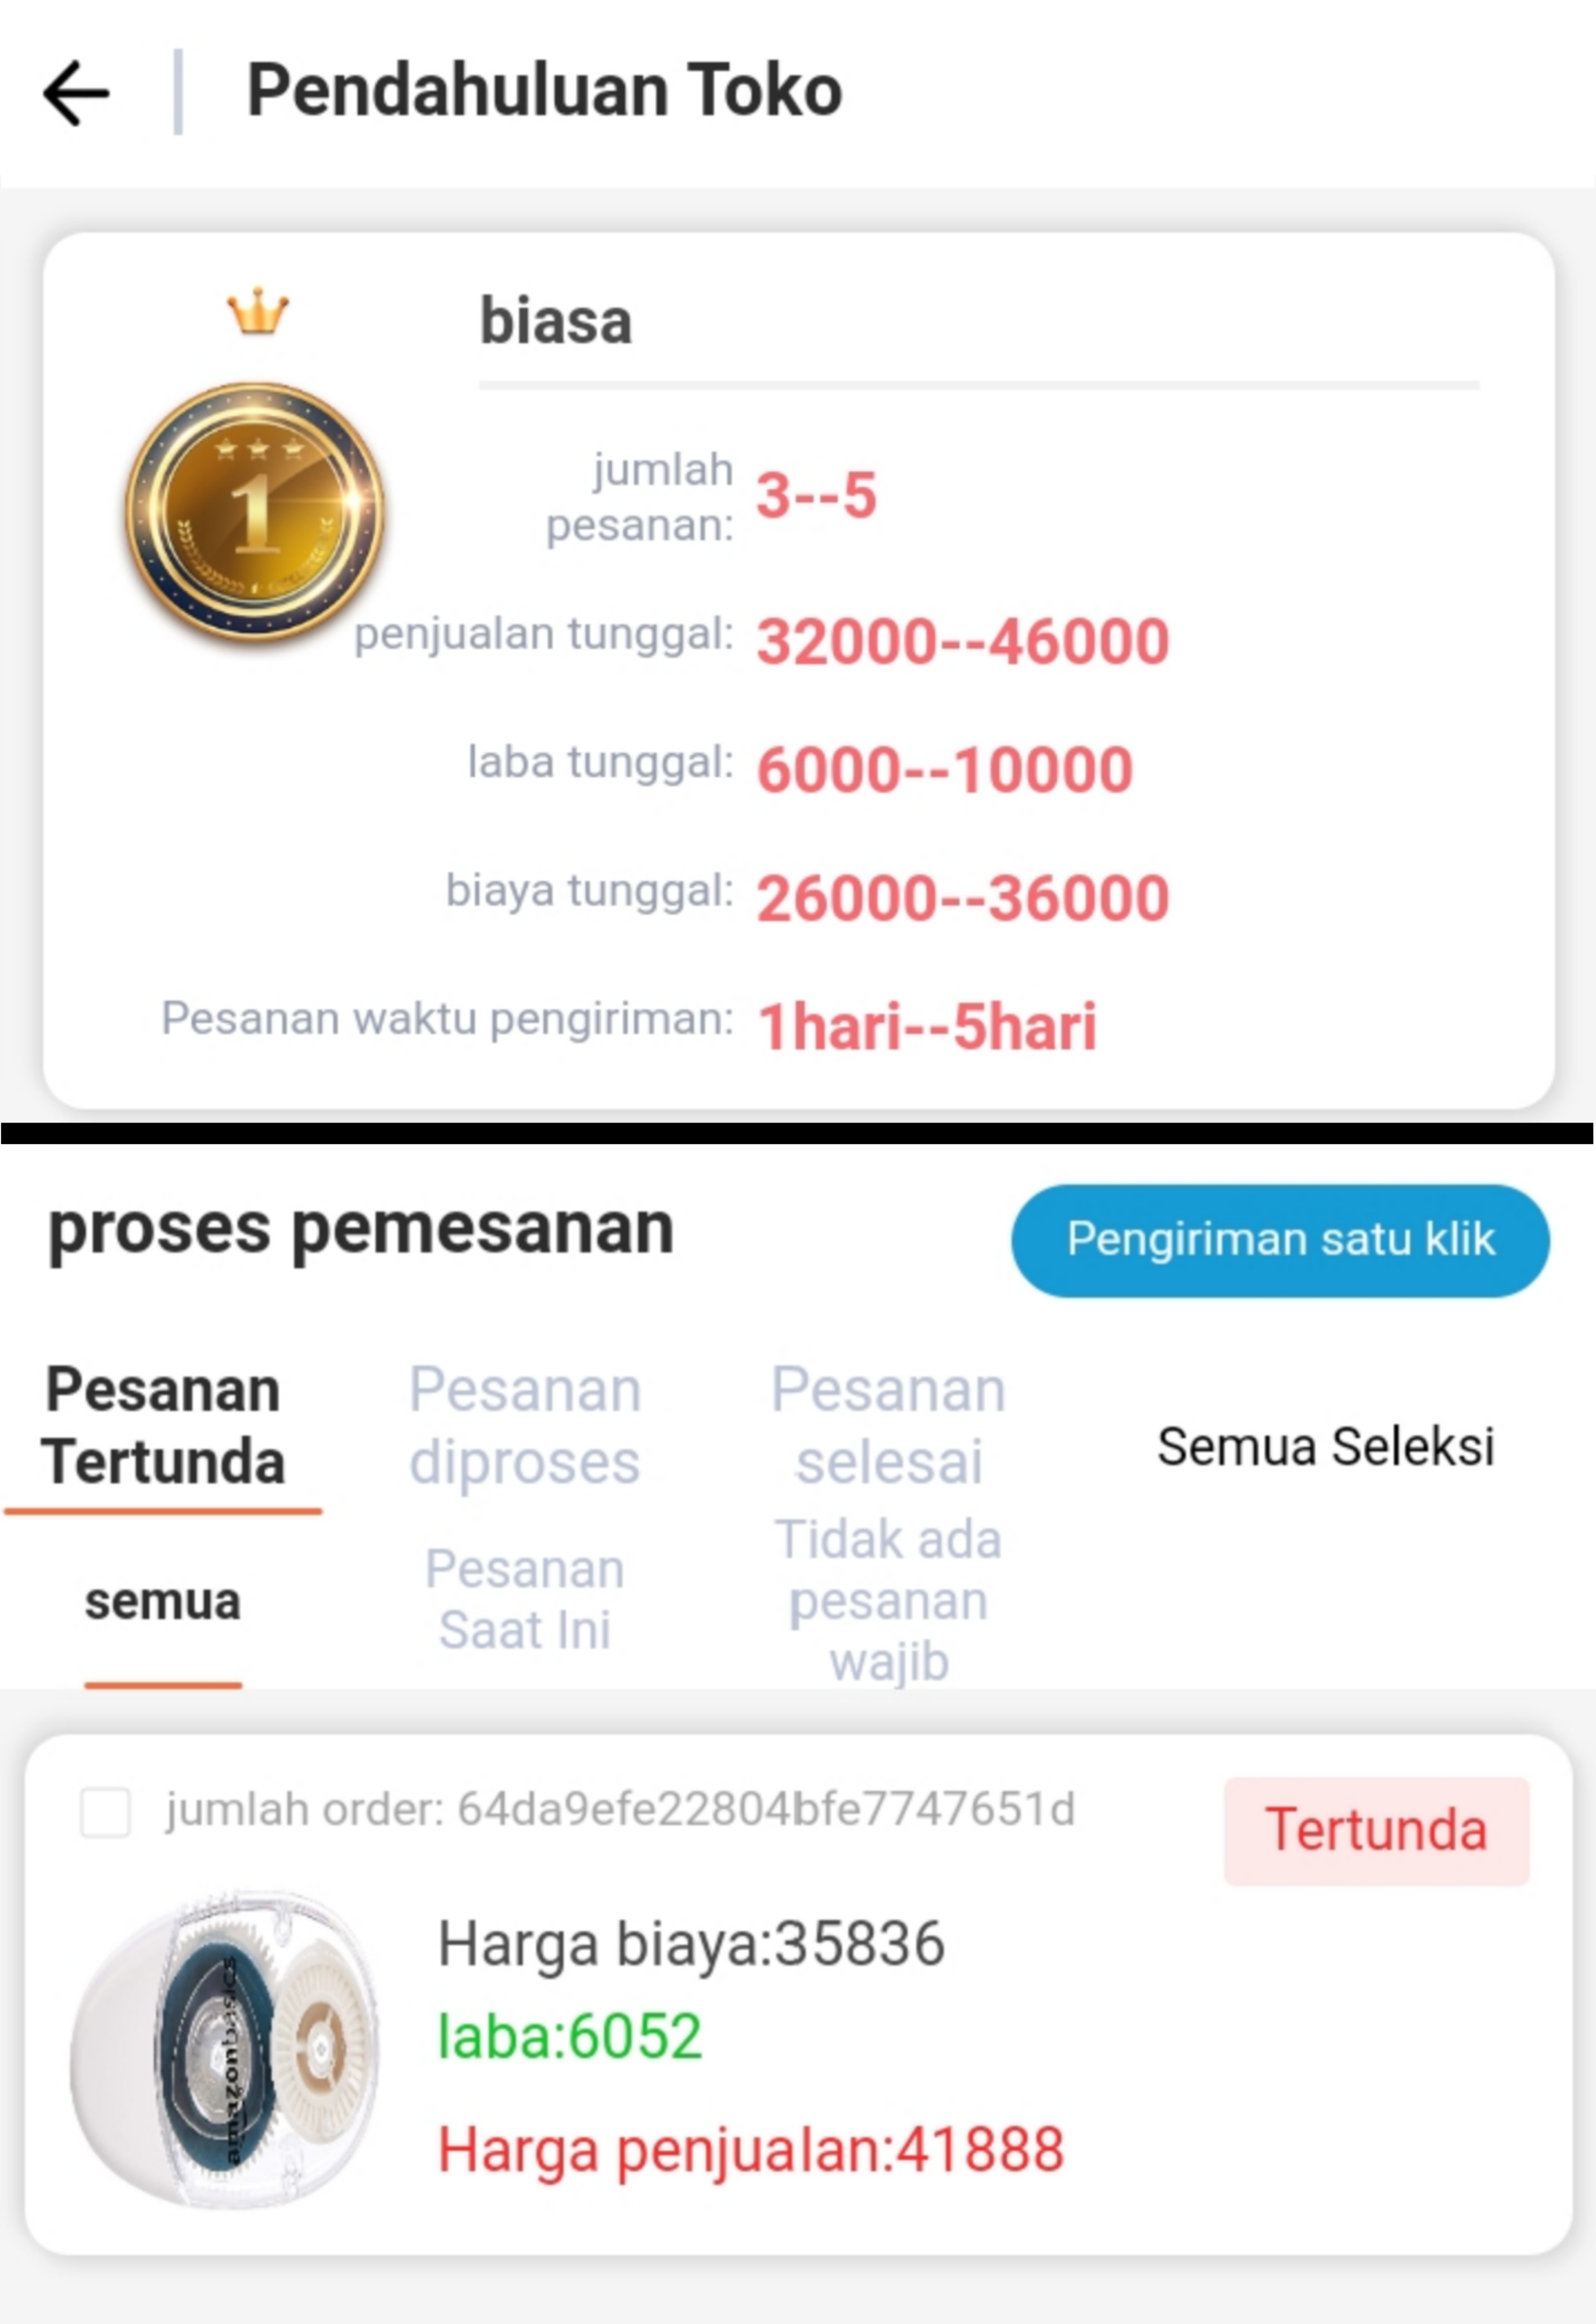 Pendahuluan Toko
biasa
1
jumlah
pesanan: 3--5
penjualan tunggal: 32000--46000
laba tunggal: 6000--10000
biaya tunggal: 26000--36000
Pesanan waktu pengiriman: 1hari--5hari
proses pemesanan
Pengiriman satu klik
Pesanan
Tertunda
Pesanan
diproses
Pesanan
selesai
Semua Seleksi
semua
Pesanan
Saat Ini
Tidak ada
pesanan
wajib
jumlah order: 64da9efe22804bfe7747651d
Tertunda
amazonbasics
Harga biaya:35836
laba:6052
Harga penjualan:41888